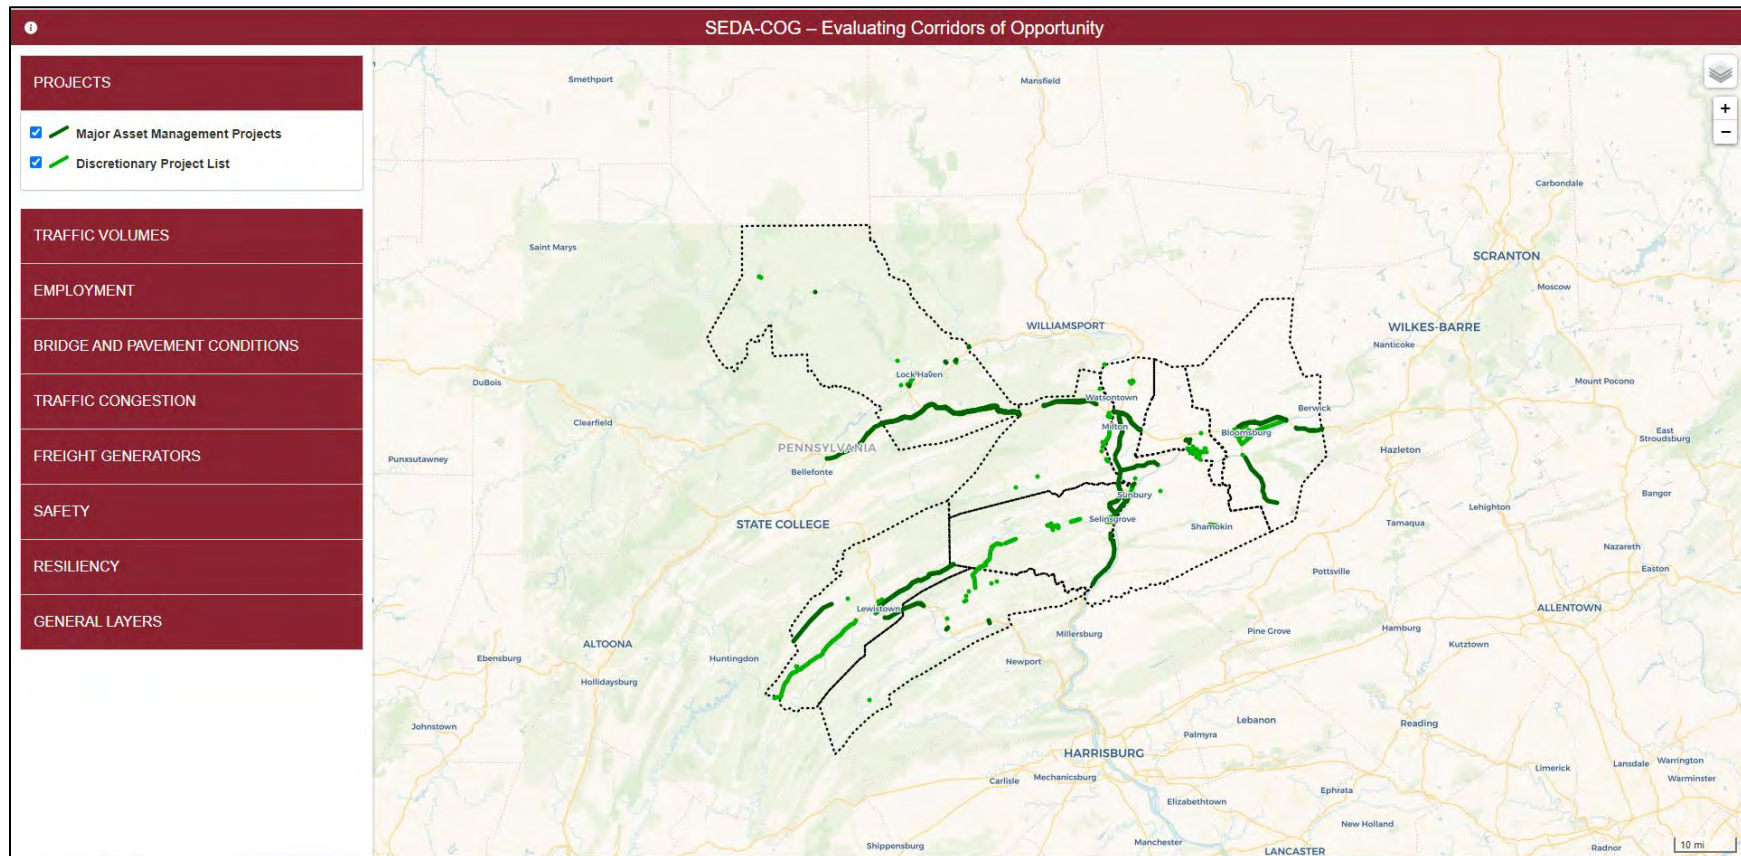 SEDA-COG – Evaluating Corridors of Opportunity
PROJECTS
Major Asset Management Projects
Discretionary Project List
TRAFFIC VOLUMES
EMPLOYMENT
BRIDGE AND PAVEMENT CONDITIONS
TRAFFIC CONGESTION
FREIGHT GENERATORS
SAFETY
RESILIENCY
GENERAL LAYERS
Smethport
Mansfield
+
−
Carbondale
Saint Marys
SCRANTON
Moscow
WILLIAMSPORT
WILKES-BARRE
Nanticoke
Lock Haven
DuBois
Mount Pocono
Watsontown
Berwick
Clearfield
Milton
Bloomsburg
East
Stroudsburg
PENNSYLVANIA
Hazleton
Punxsutawney
Bellefonte
Sunbury
Bangor
Lehighton
STATE COLLEGE
Selinsgrove
Shamokin
Tamaqua
Nazareth
Pottsville
Easton
Lewistown
ALLENTOWN
Millersburg
Pine Grove
Hamburg
ALTOONA
Kutztown
Ebensburg
Huntingdon
Newport
Hollidaysburg
Johnstown
Lebanon
Reading
Palmyra
HARRISBURG
Lansdale
Warrington
Limerick
Carlisle
Mechanicsburg
Warminster
Ephrata
Elizabethtown
New Holland
Shippensburg
Manchester
LANCASTER
Radnor
10 mi